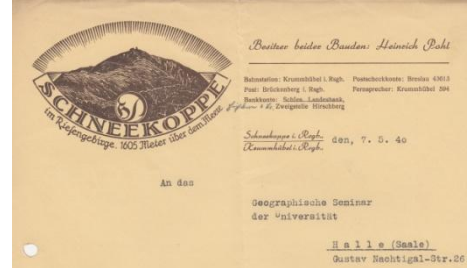 SCHNEEKOPPE
im Riesengebirge. 1605 Meter über dem Meere
Besitzer beider Bauden: Heinrich Pohl
Bahnstation: Krummhübel i. Rsgb.
Post: Brückenberg i. Rsgb.
Bankkonto: Schles. Landesbank,
Zweigstelle Hirschberg
Postscheckkonto: Breslau 43613
Fernsprecher: Krummhübel 394
Schneekoppe i. Rsgb.
Krummhübel i. Rsgb.
den, 7. 5. 40
An das
Geographische Seminar
der Universität
Halle (Saale)
Gustav Nachtigal-Str.26